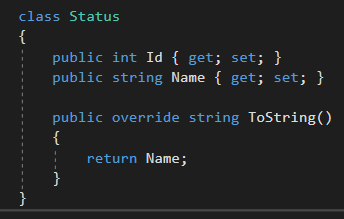 class Status
{
    public int Id { get; set; }
    public string Name { get; set; }

    public override string ToString()
    {
        return Name;
    }
}